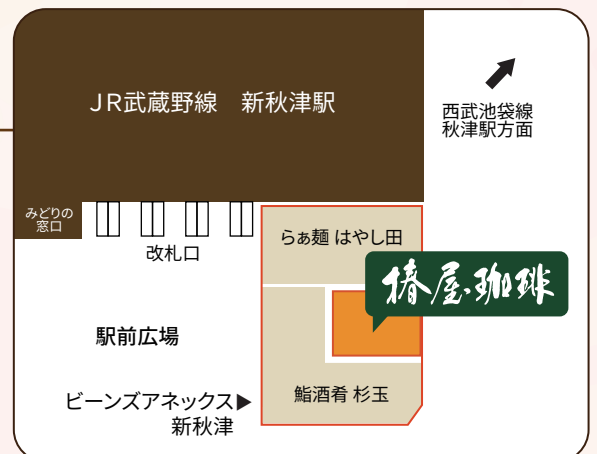 JR武蔵野線 新秋津駅
西武池袋線
秋津駅方面
みどりの
窓口
改札口
らぁ麺 はやし田
椿屋珈琲
駅前広場
鮨酒肴 杉玉
ビーンズアネックス▶
新秋津